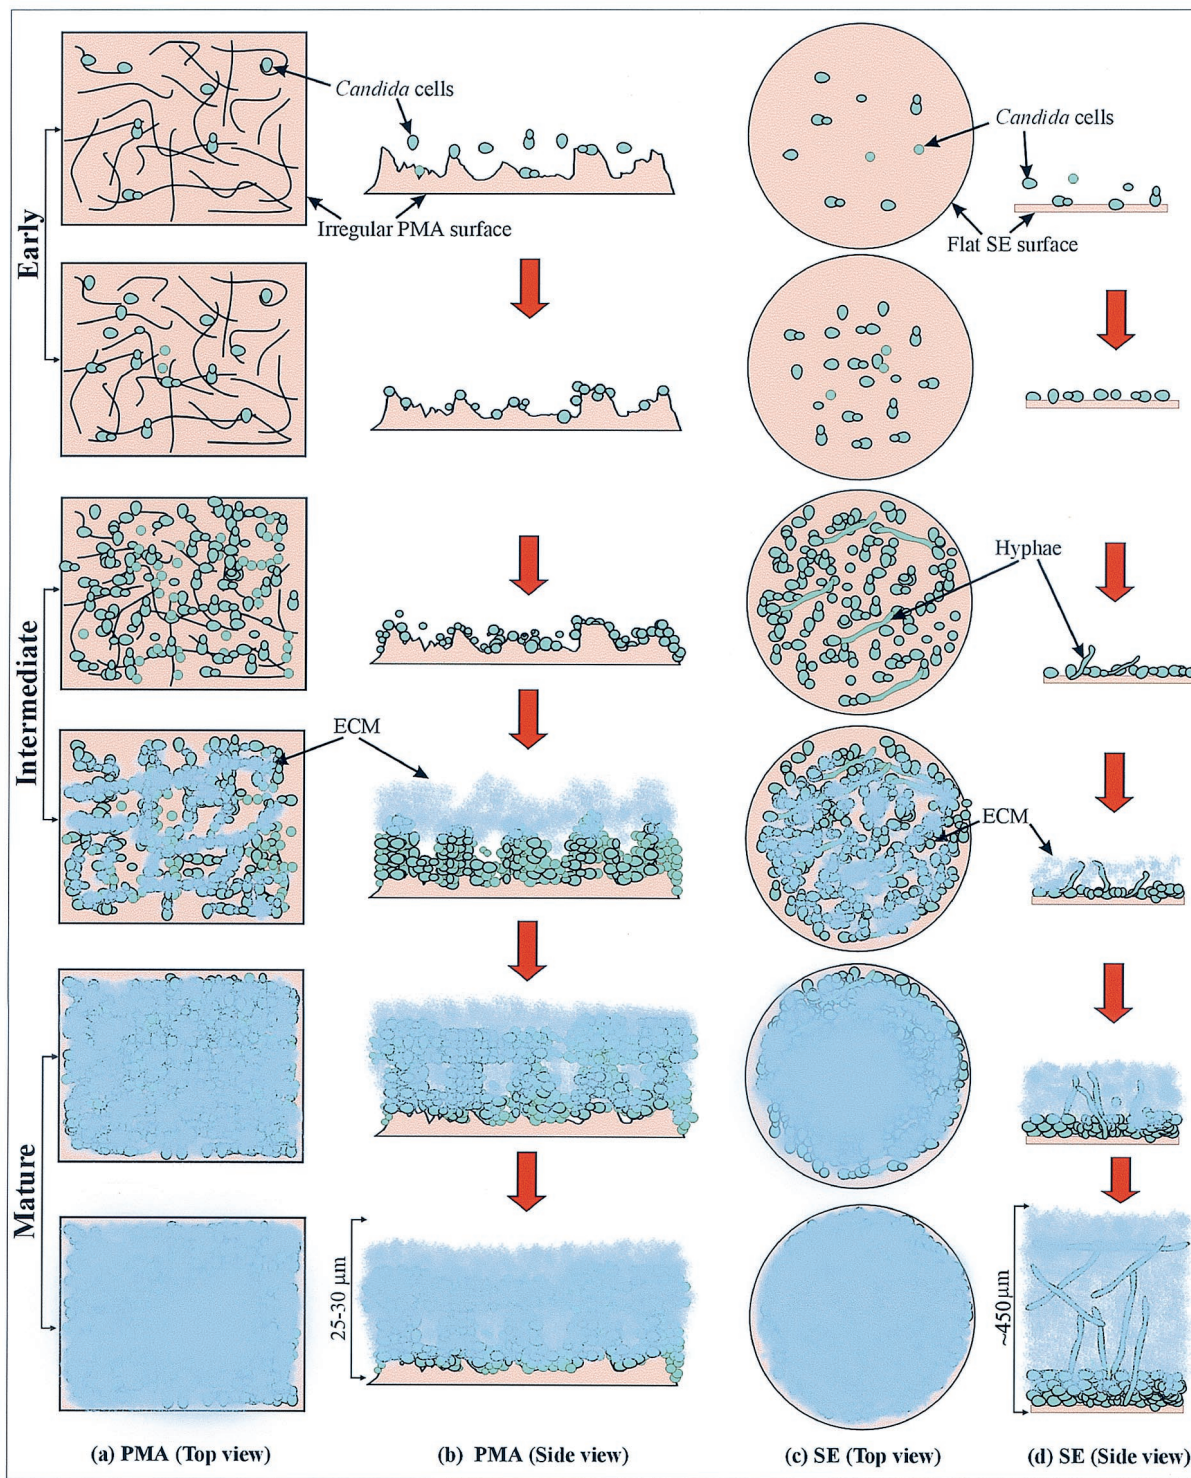 Candida cells
Irregular PMA surface
Candida cells
Flat SE surface
Early
Hyphae
Intermediate
ECM
ECM
Mature
25-30 μm
~450 μm
(a) PMA (Top view)
(b) PMA (Side view)
(c) SE (Top view)
(d) SE (Side view)